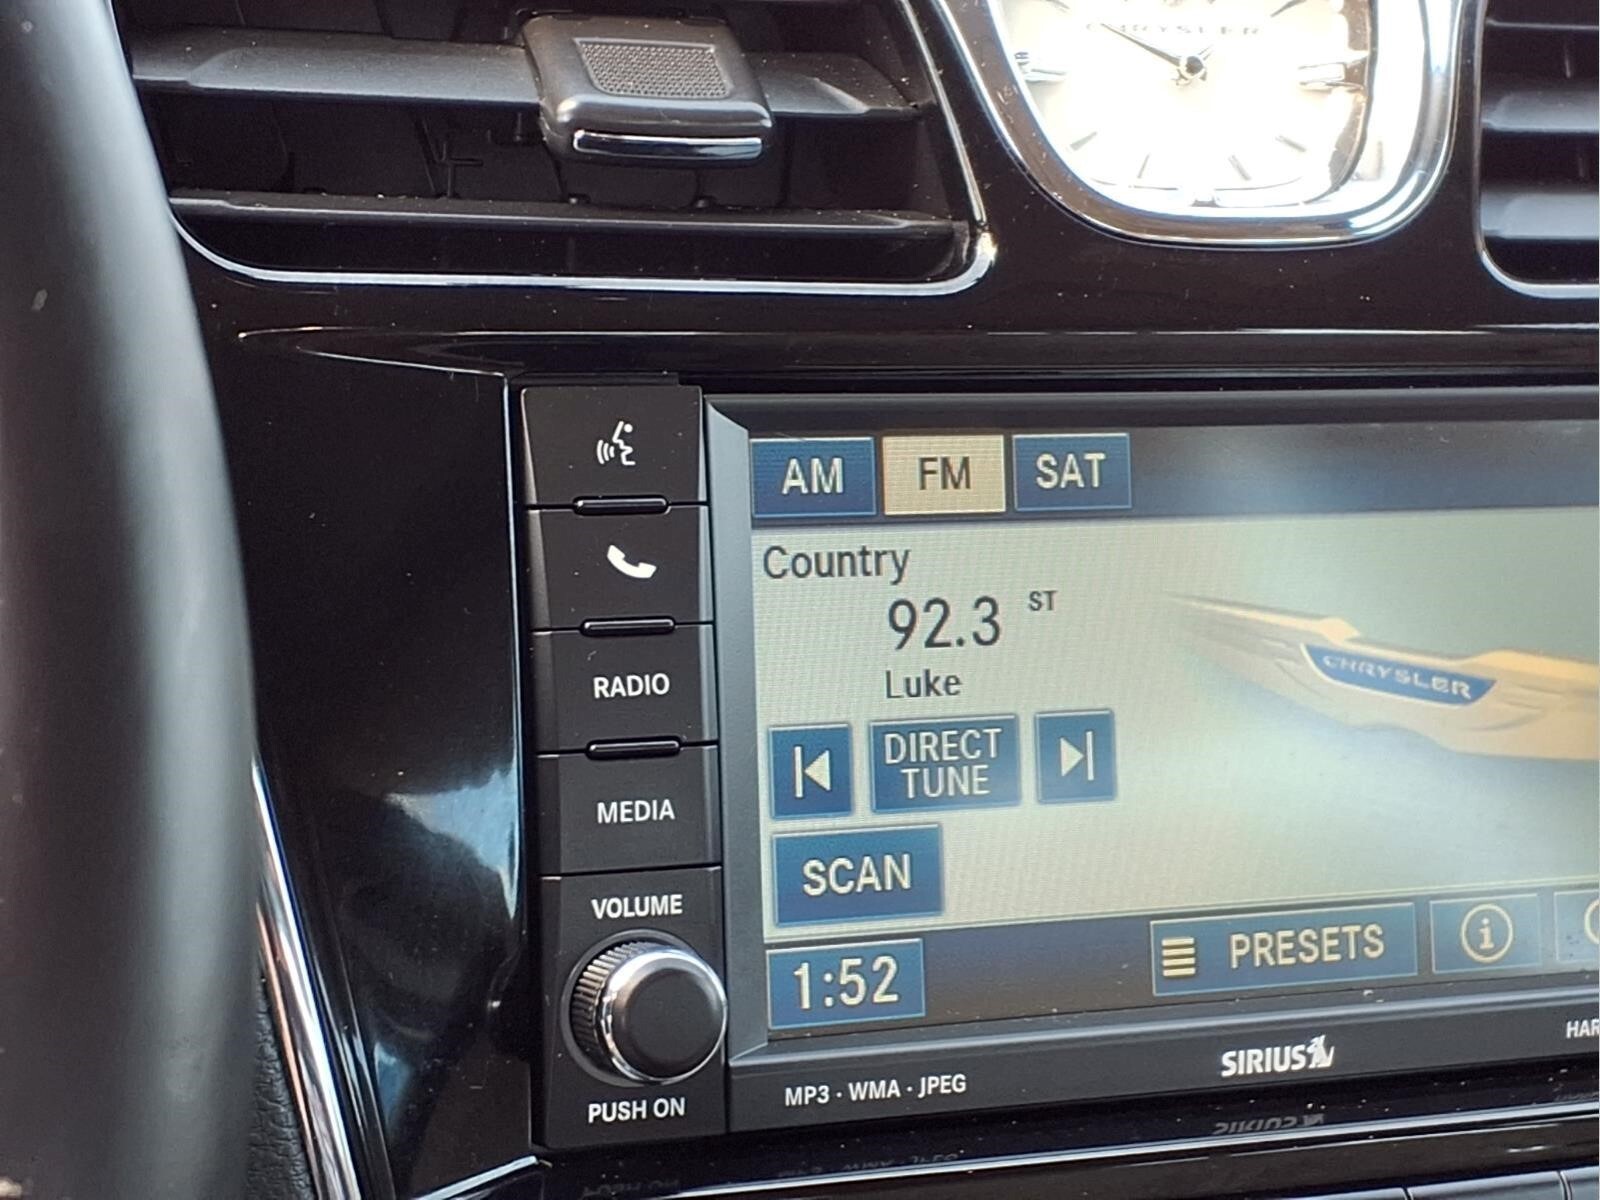 CHRYSLER
AM FM SAT
Country
92.3 ST
Luke
CHRYSLER
RADIO
DIRECT
TUNE
MEDIA
SCAN
VOLUME
PRESETS
1:52
SIRIUS
MP3 · WMA · JPEG
PUSH ON